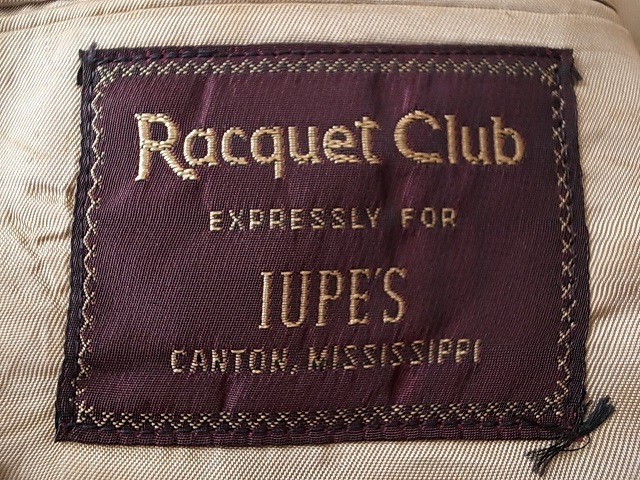 Racquet Club
EXPRESSLY FOR
IUPE'S
CANTON, MISSISSIPPI